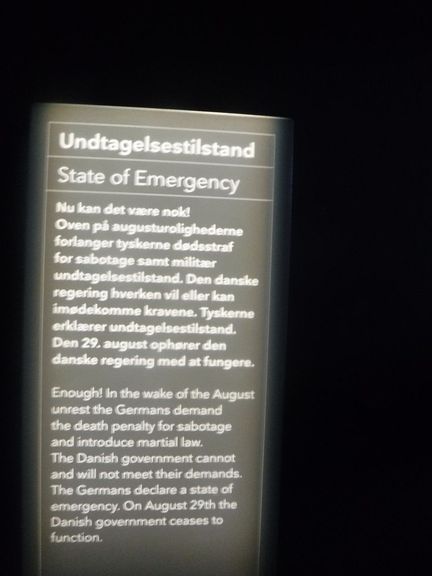 Undtagelsestilstand
State of Emergency
Nu kan det være nok!
Oven på augusturolighederne
forlanger tyskerne dødsstraf
for sabotage samt militær
undtagelsestilstand. Den danske
regering hverken vil eller kan
imødekomme kravene. Tyskerne
erklærer undtagelsestilstand.
Den 29. august ophører den
danske regering med at fungere.
Enough! In the wake of the August
unrest the Germans demand
the death penalty for sabotage
and introduce martial law.
The Danish government cannot
and will not meet their demands.
The Germans declare a state of
emergency. On August 29th the
Danish government ceases to
function.